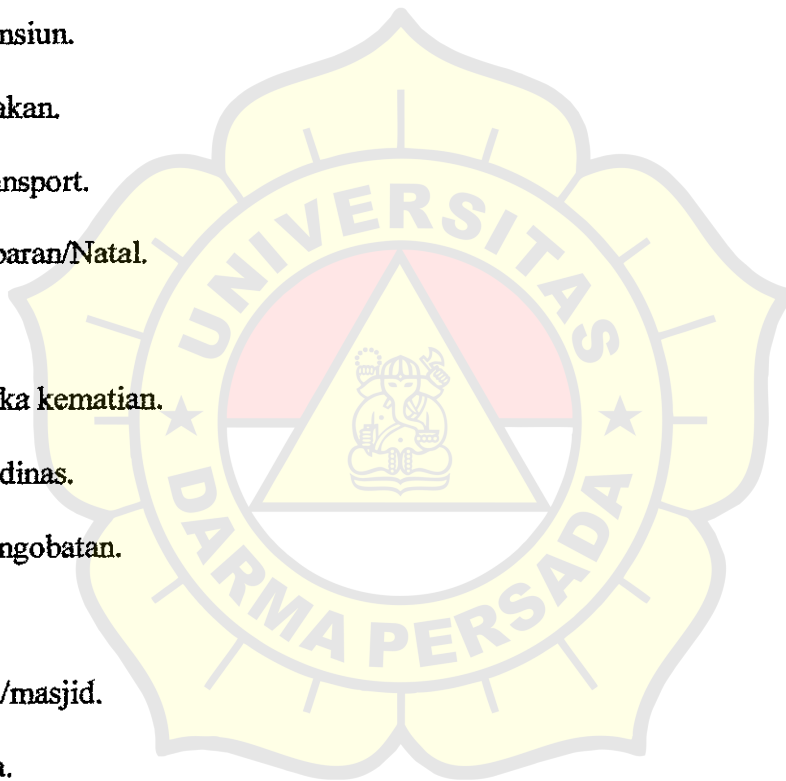 nsiun.
akan.
ansport.
baran/Natal.
UNIVERSITAS
ka kematian.
dinas.
ngobatan.
DARMA PERSADA
/masjid.
a.